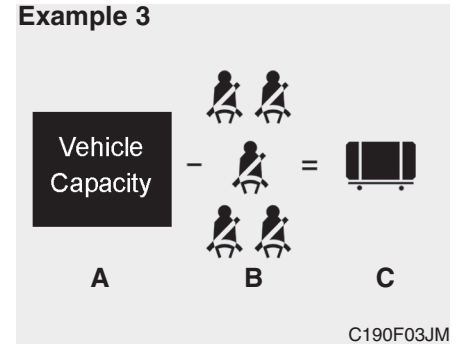 Example 3
Vehicle
Capacity
-
=
A
B
C
C190F03JM